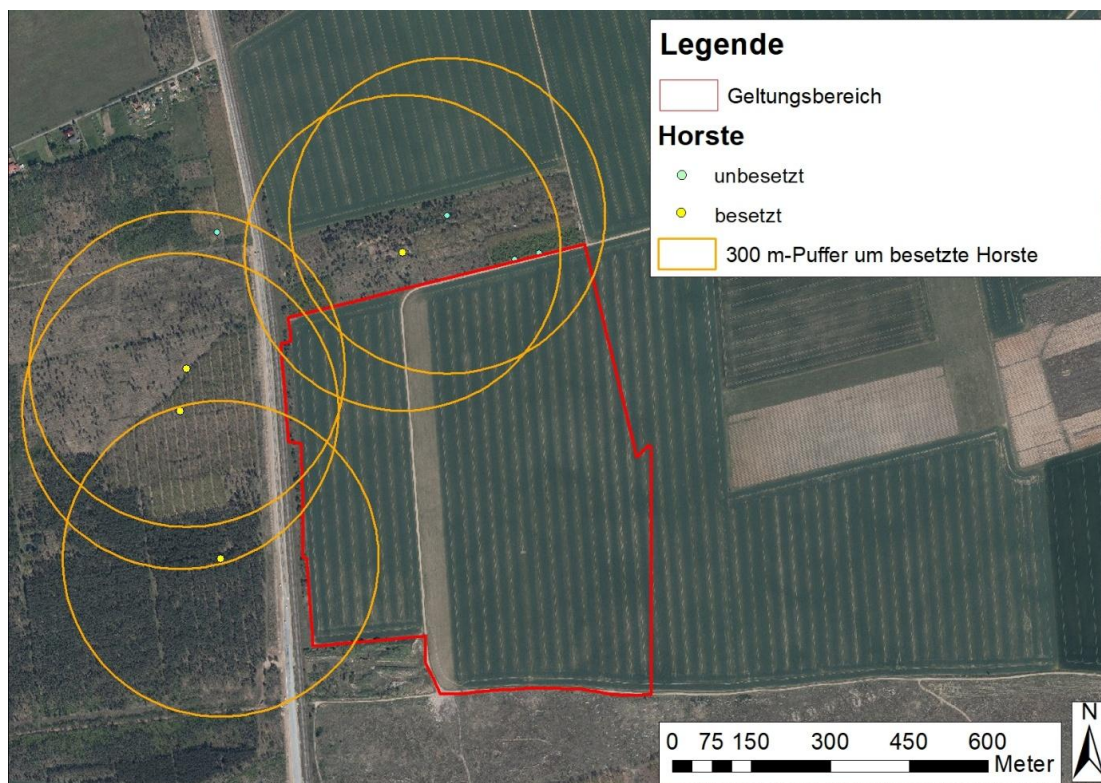 Legende
Geltungsbereich
Horste
unbesetzt
besetzt
300 m-Puffer um besetzte Horste
N
0 75 150 300 450 600
Meter